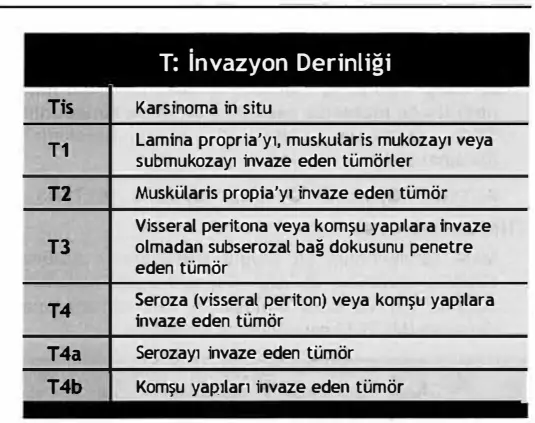 T: İnvazyon Derinliği
Tis Karsinoma in situ
T1 Lamina propria'yı, muskularis mukozayı veya
submukozayı invaze eden tümörler
T2 Muskülaris propia'yı invaze eden tümör
T3 Visseral peritona veya komşu yapılara invaze
olmadan subserozal bağ dokusunu penetre
eden tümör
T4 Seroza (visseral periton) veya komşu yapılara
invaze eden tümör
T4a Serozayı invaze eden tümör
T4b Komşu yapıları invaze eden tümör